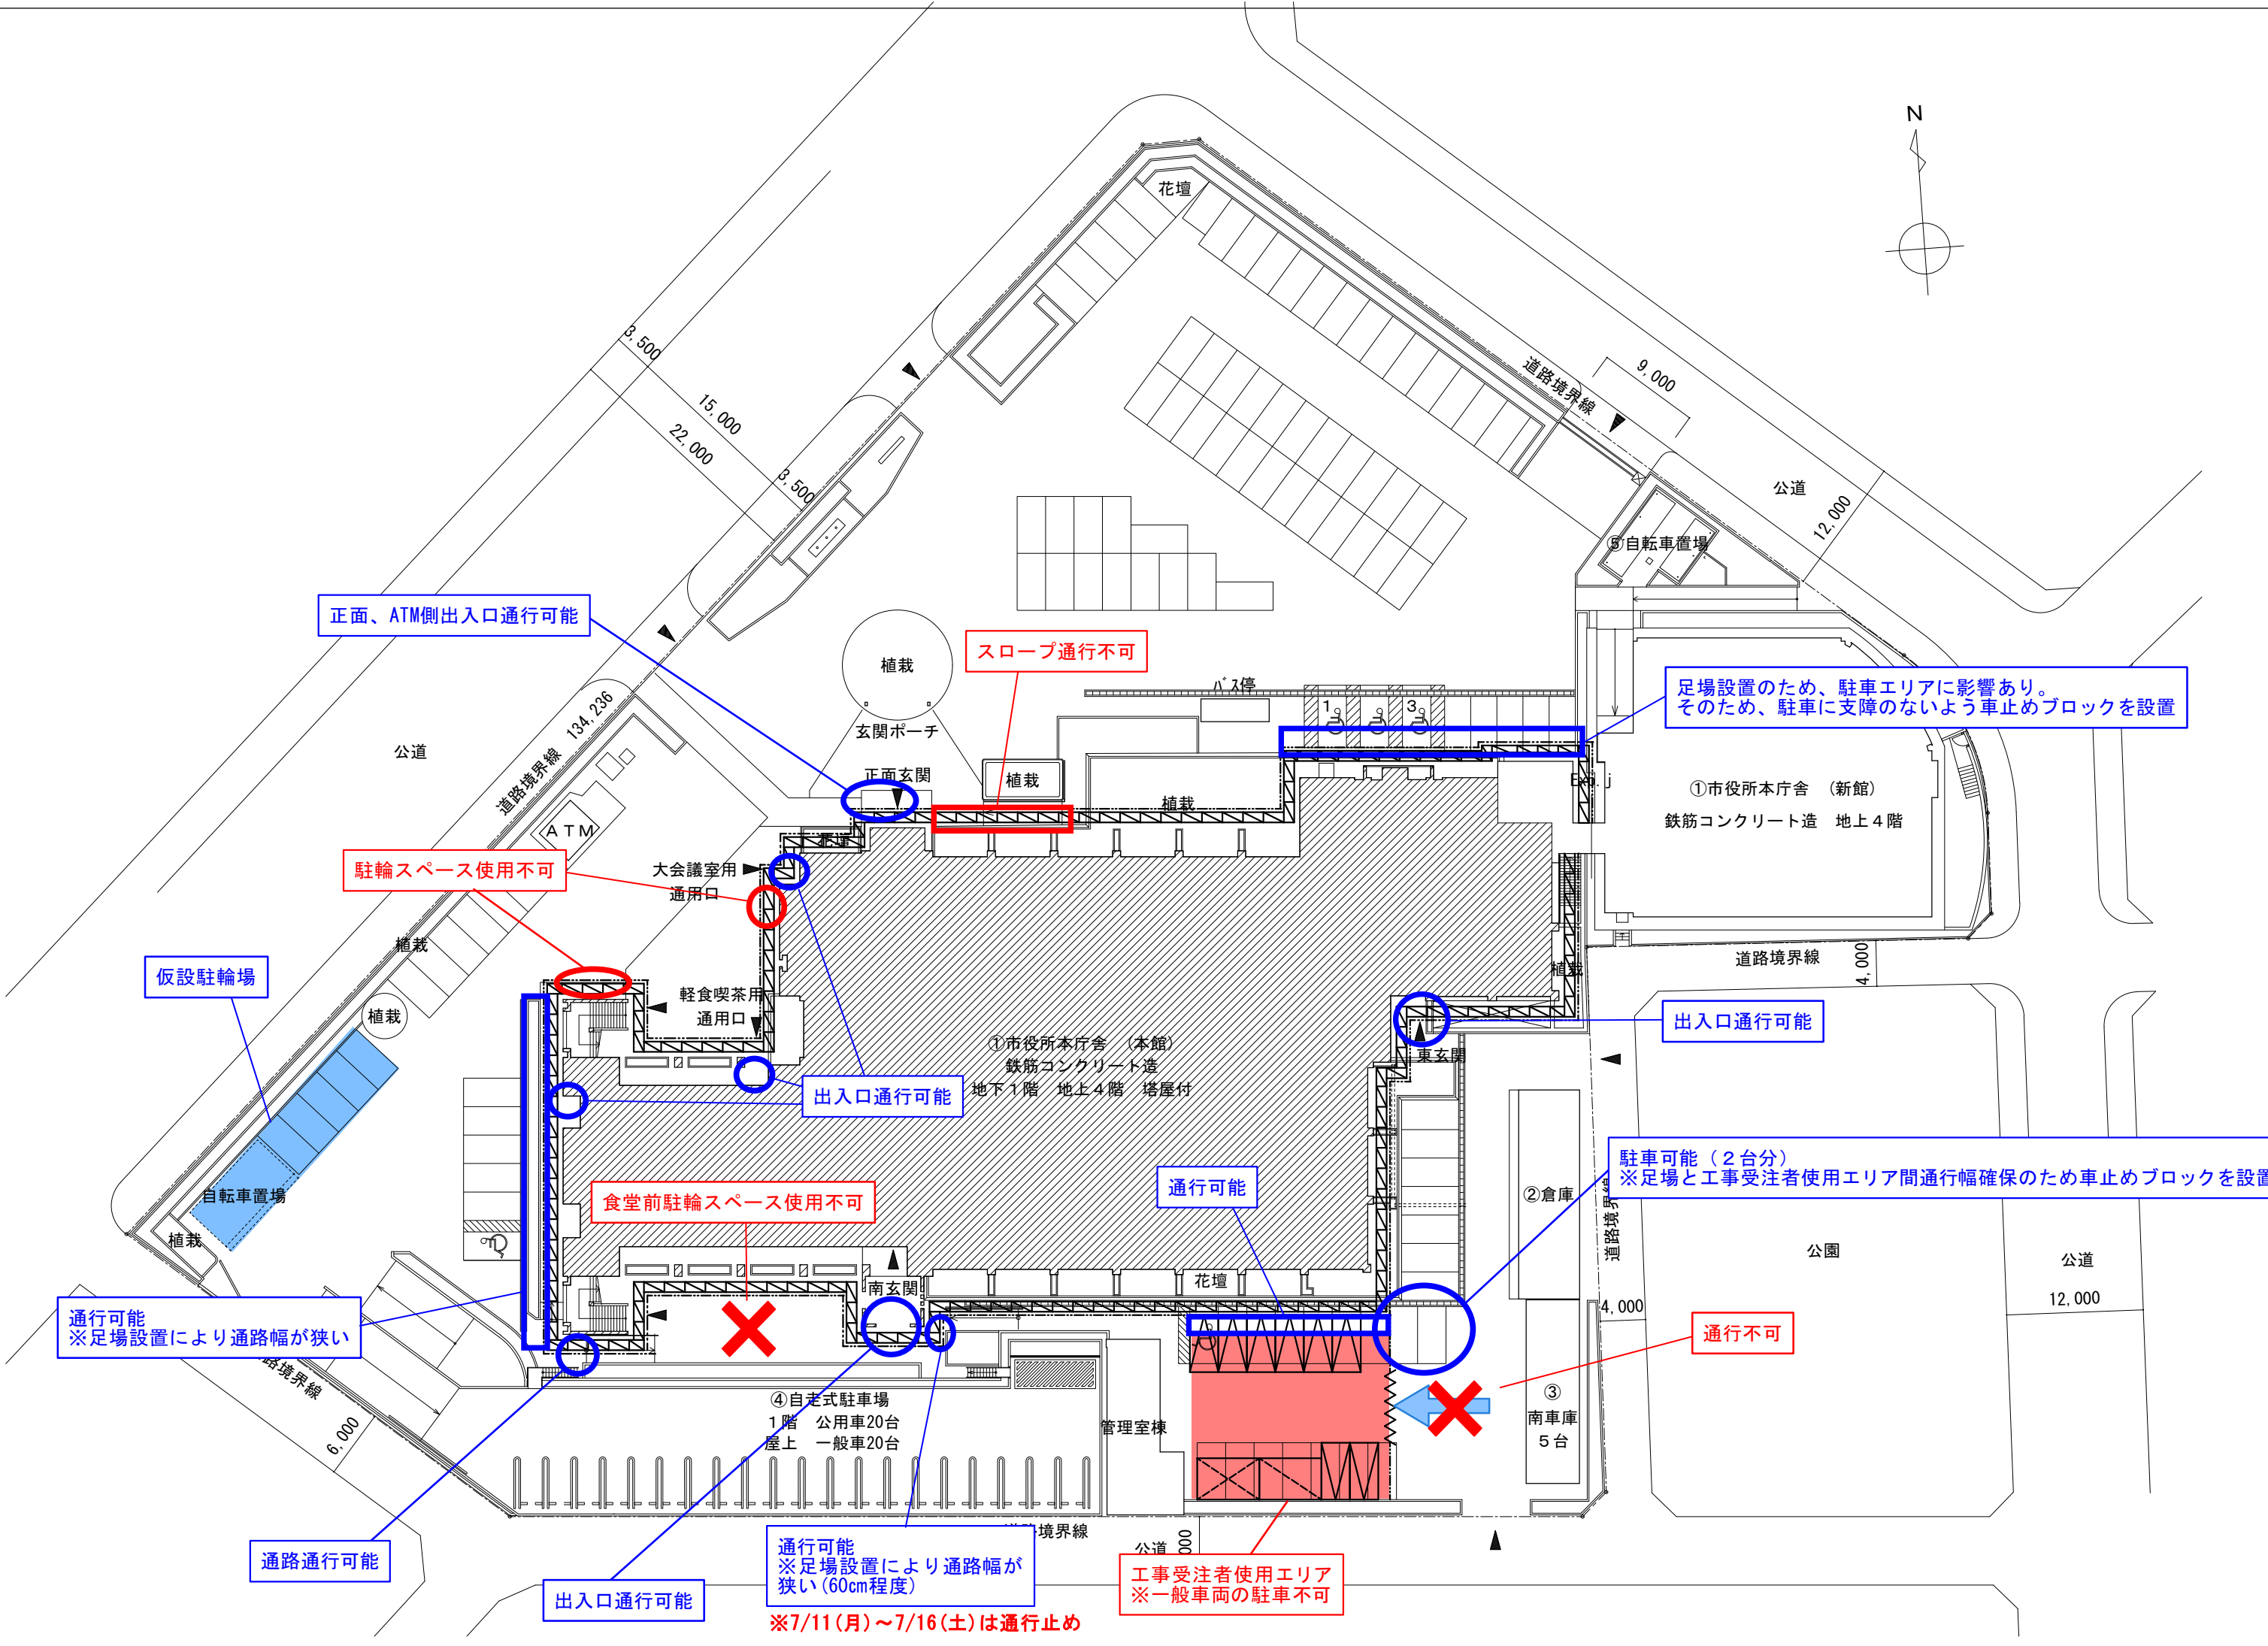 N
花壇
3,500
15,000
22,000
3,500
道路境界線
9,000
公道
12,000
⑤自転車置場
正面、ATM側出入口通行可能
植栽
スロープ通行不可
バス停
1
3
足場設置のため、駐車エリアに影響あり。
そのため、駐車に支障のないよう車止めブロックを設置
134,236
道路境界線
公道
玄関ポーチ
正面玄関
植栽
植栽
①市役所本庁舎 (新館)
鉄筋コンクリート造 地上4階
ATM
駐輪スペース使用不可
大会議室用
通用口
植栽
仮設駐輪場
植栽
軽食喫茶用
通用口
植栽
道路境界線
4,000
出入口通行可能
東玄関
①市役所本庁舎 (本館)
鉄筋コンクリート造
地下1階 地上4階 塔屋付
出入口通行可能
駐車可能(2台分)
※足場と工事受注者使用エリア間通行幅確保のため車止めブロックを設置
通行可能
②倉庫
道路境界線
自転車置場
食堂前駐輪スペース使用不可
植栽
公園
公道
12,000
南玄関
花壇
4,000
通行可能
※足場設置により通路幅が狭い
通行不可
路境界線
6,000
④自走式駐車場
1階 公用車20台
屋上 一般車20台
管理室棟
③
南車庫
5台
境界線
公道
000
通路通行可能
出入口通行可能
通行可能
※足場設置により通路幅が
狭い(60cm程度)
※7/11(月)~7/16(土)は通行止め
工事受注者使用エリア
※一般車両の駐車不可